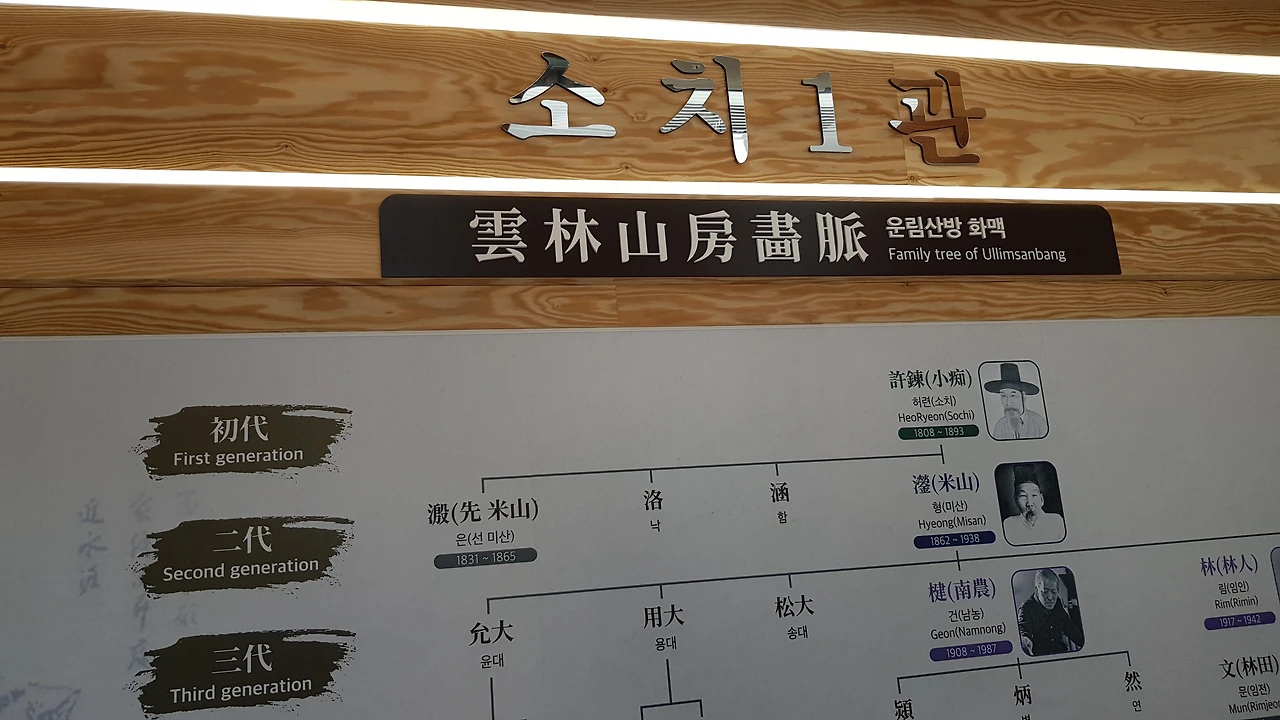 소치1관
雲林山房畵脈 운림산방 화맥
Family tree of Ullimsanbang
許鍊(小痴)
허련(소치)
HeoRyeon(Sochi)
1808 ~ 1893
初代
First generation
澱(先 米山)
은(선 미산)
1831 ~ 1865
洛
낙
涵
함
瀅(米山)
형(미산)
Hyeong(Misan)
1862 ~ 1938
二代
Second generation
允大
윤대
用大
용대
松大
송대
楗(南農)
건(남농)
Geon(Namnong)
1908 ~ 1987
林(林人)
림(임인)
Rim(Rimin)
1917 ~ 1942
三代
Third generation
炳
然
연
文(林田)
문(임전)